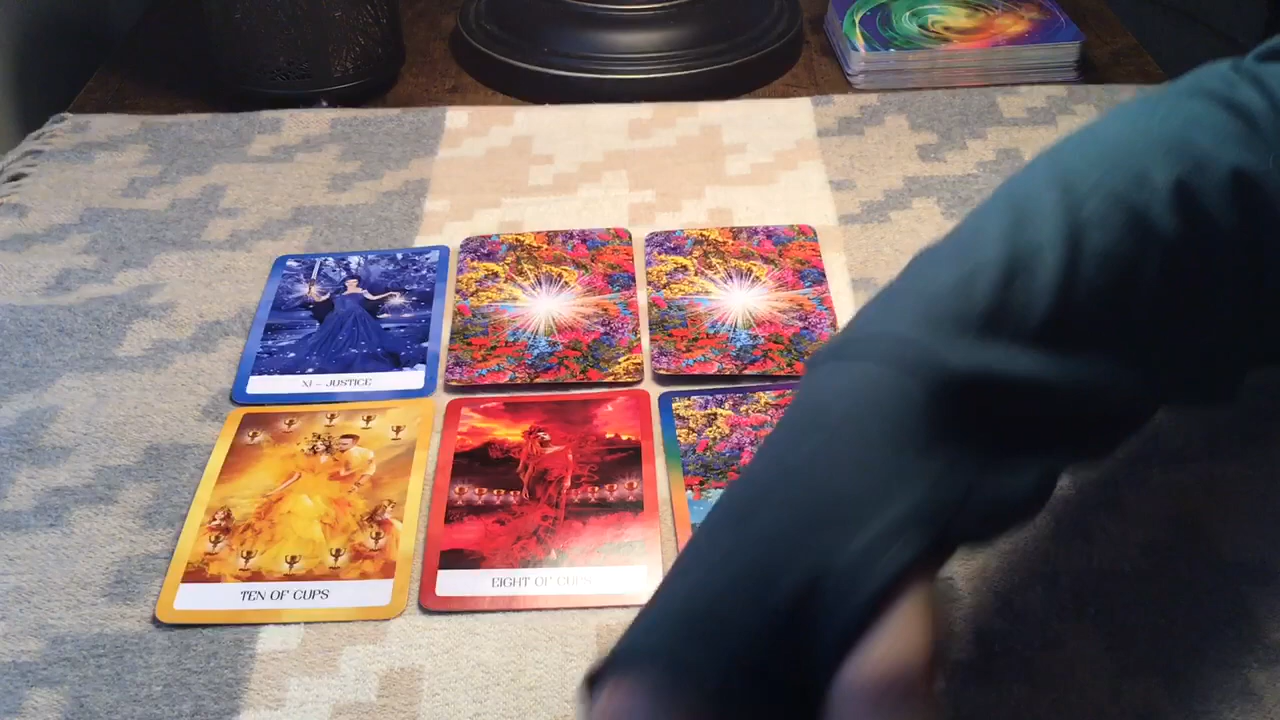 XI – JUSTICE
TEN OF CUPS
EIGHT OF CUPS